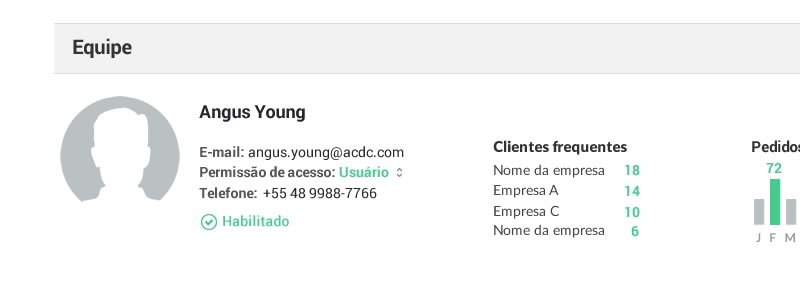 Equipe
Angus Young
E-mail: angus.young@acdc.com
Permissão de acesso: Usuário
Telefone: +55 48 9988-7766
Habilitado
Clientes frequentes
Nome da empresa 18
Empresa A 14
Empresa C 10
Nome da empresa 6
Pedidos
72
J F M